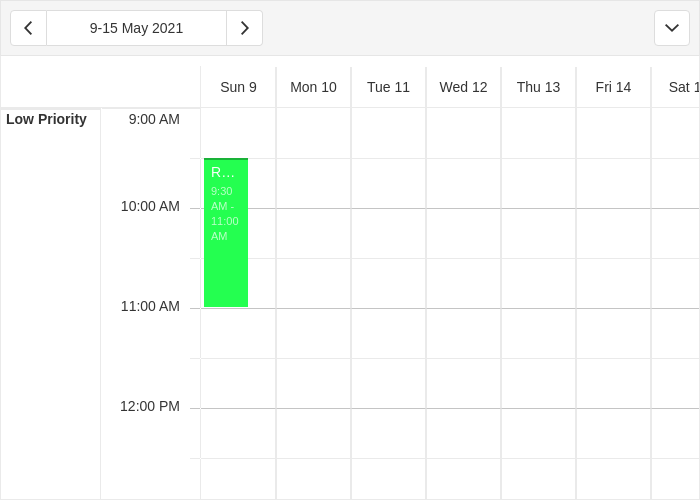 9-15 May 2021
Sun 9 Mon 10 Tue 11 Wed 12 Thu 13 Fri 14 Sat 1
Low Priority 9:00 AM
R...
9:30
AM -
10:00 AM
11:00
AM
11:00 AM
12:00 PM